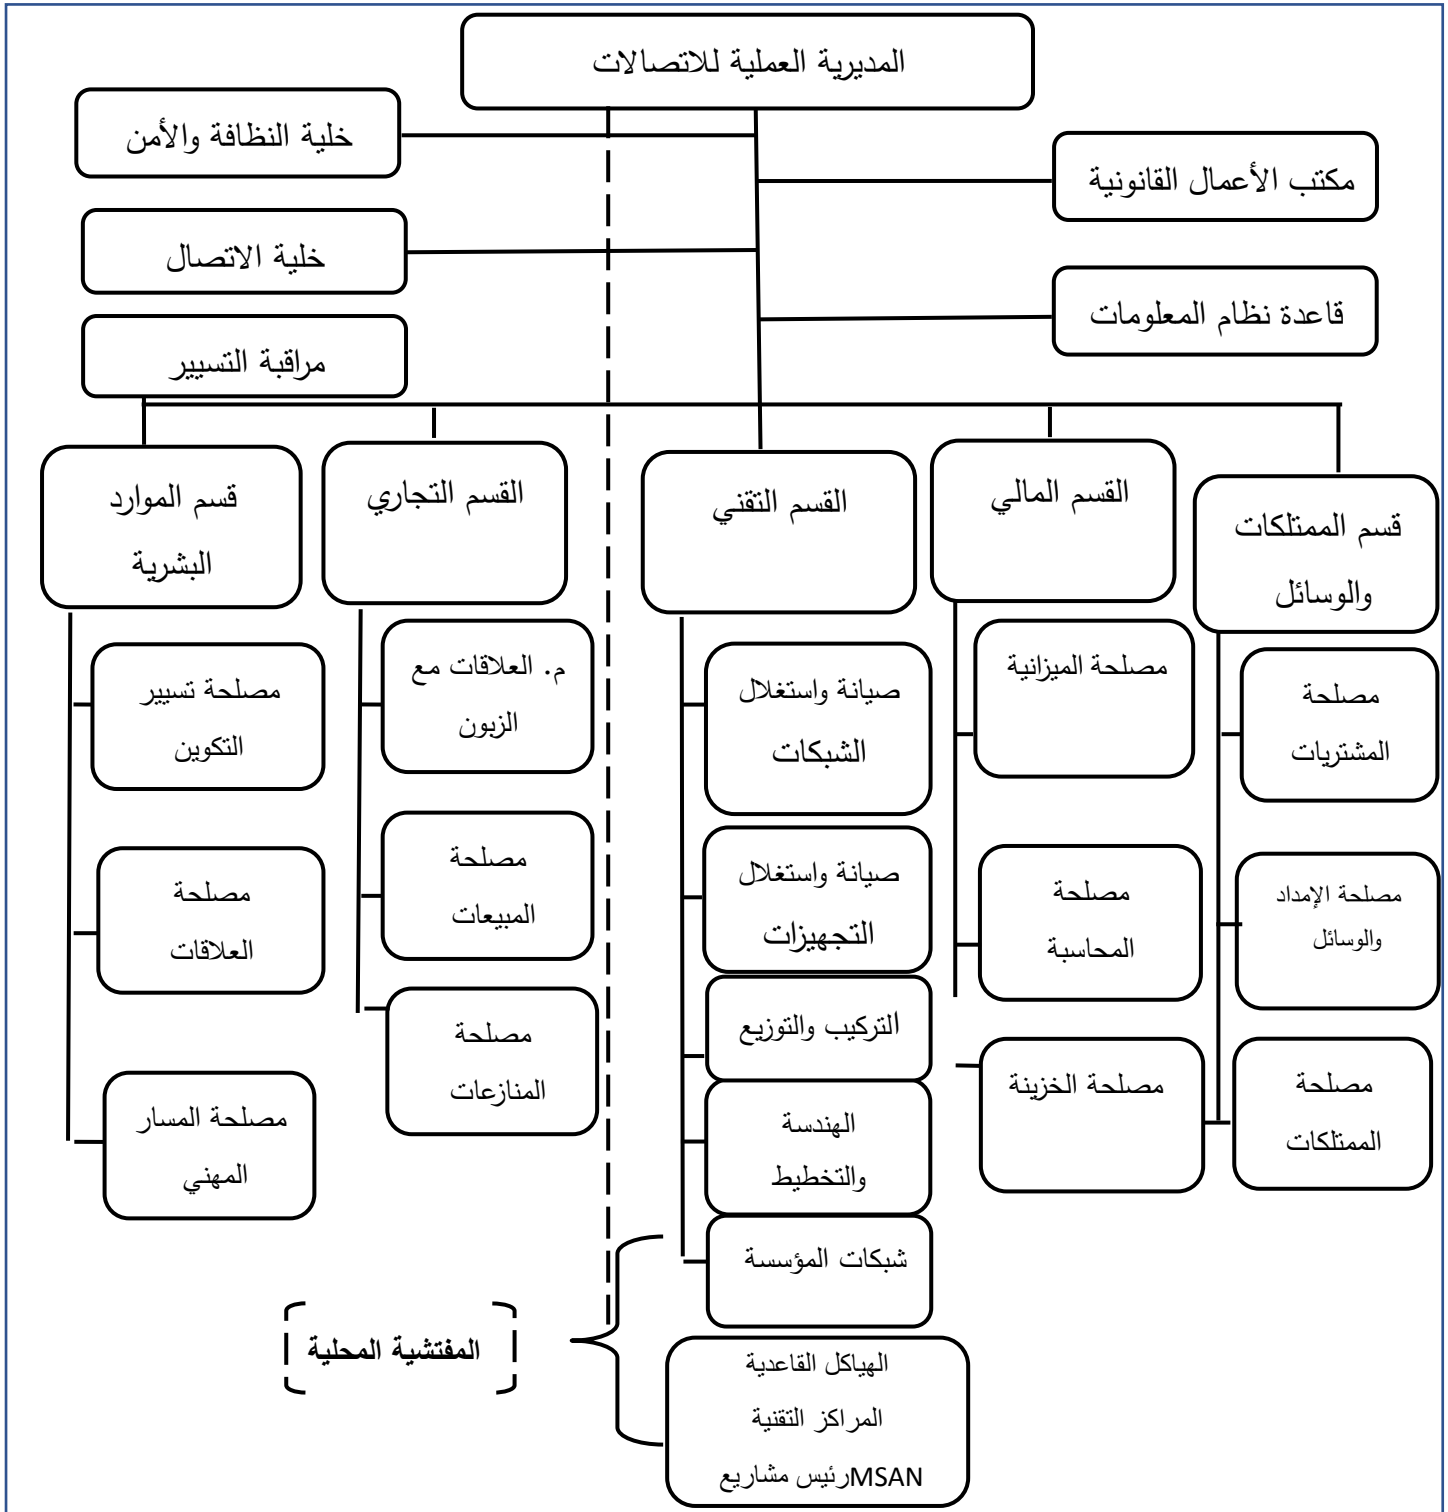 المديرية العملية للاتصالات
خلية النظافة والأمن
مكتب الأعمال القانونية
خلية الاتصال
قاعدة نظام المعلومات
مراقبة التسيير
قسم الممتلكات
والوسائل
القسم المالي
القسم التقني
القسم التجاري
قسم الموارد
البشرية
مصلحة
المشتريات
مصلحة الإمداد
والوسائل
مصلحة
الممتلكات
مصلحة الميزانية
مصلحة
المحاسبة
مصلحة الخزينة
صيانة واستغلال
الشبكات
صيانة واستغلال
التجهيزات
التركيب والتوزيع
الهندسة
والتخطيط
شبكات المؤسسة
م. العلاقات مع
الزبون
مصلحة
المبيعات
مصلحة
المنازعات
مصلحة تسيير
التكوين
مصلحة
العلاقات
مصلحة المسار
المهني
المفتشية المحلية
الهياكل القاعدية
المراكز التقنية
MSANرئيس مشاريع